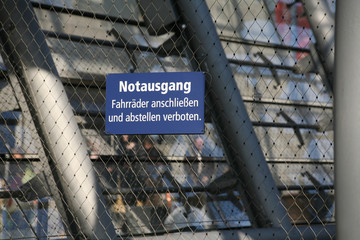 Notausgang
Fahrräder anschließen
und abstellen verboten.